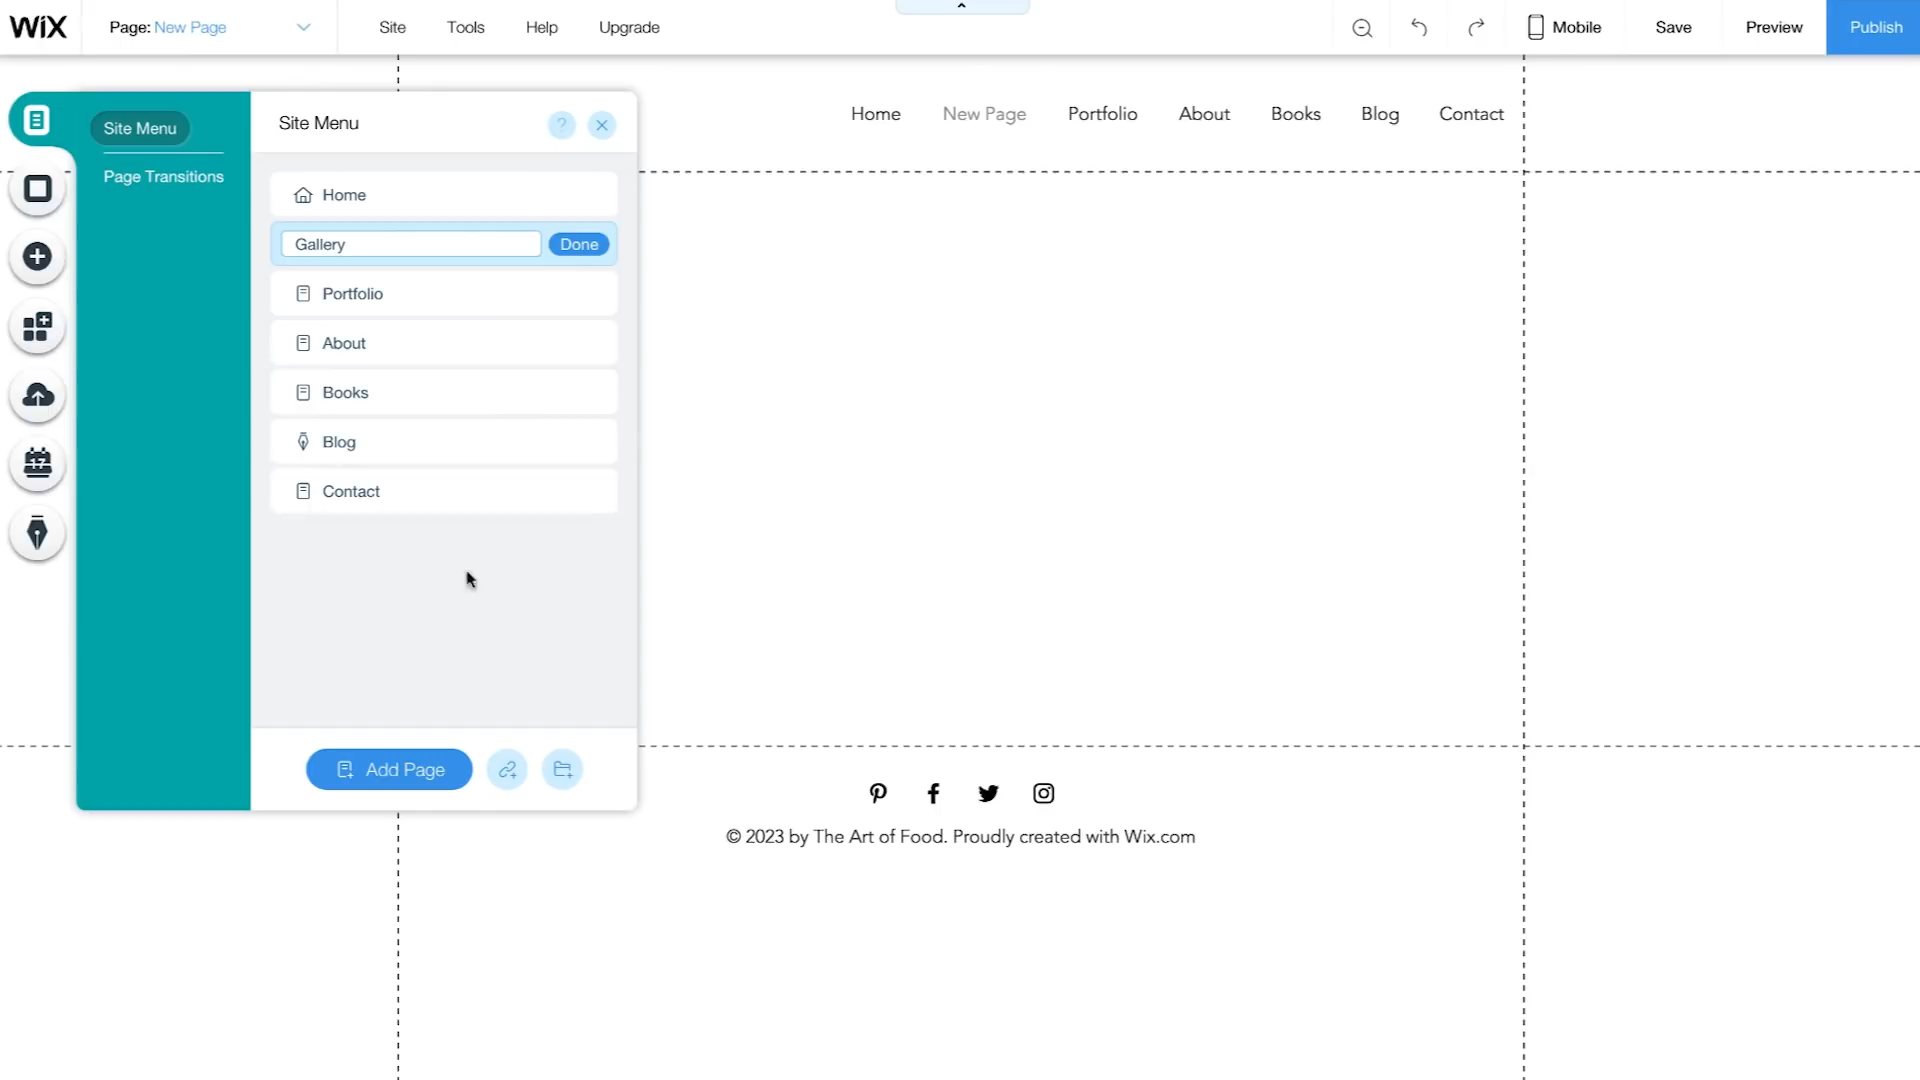 WiX Page: New Page Site Tools Help Upgrade Mobile Save Preview Publish
Home New Page Portfolio About Books Blog Contact
Site Menu
Page Transitions
Site Menu ?
Home
Gallery Done
Portfolio
About
Books
Blog
Contact
Add Page
17
© 2023 by The Art of Food. Proudly created with Wix.com